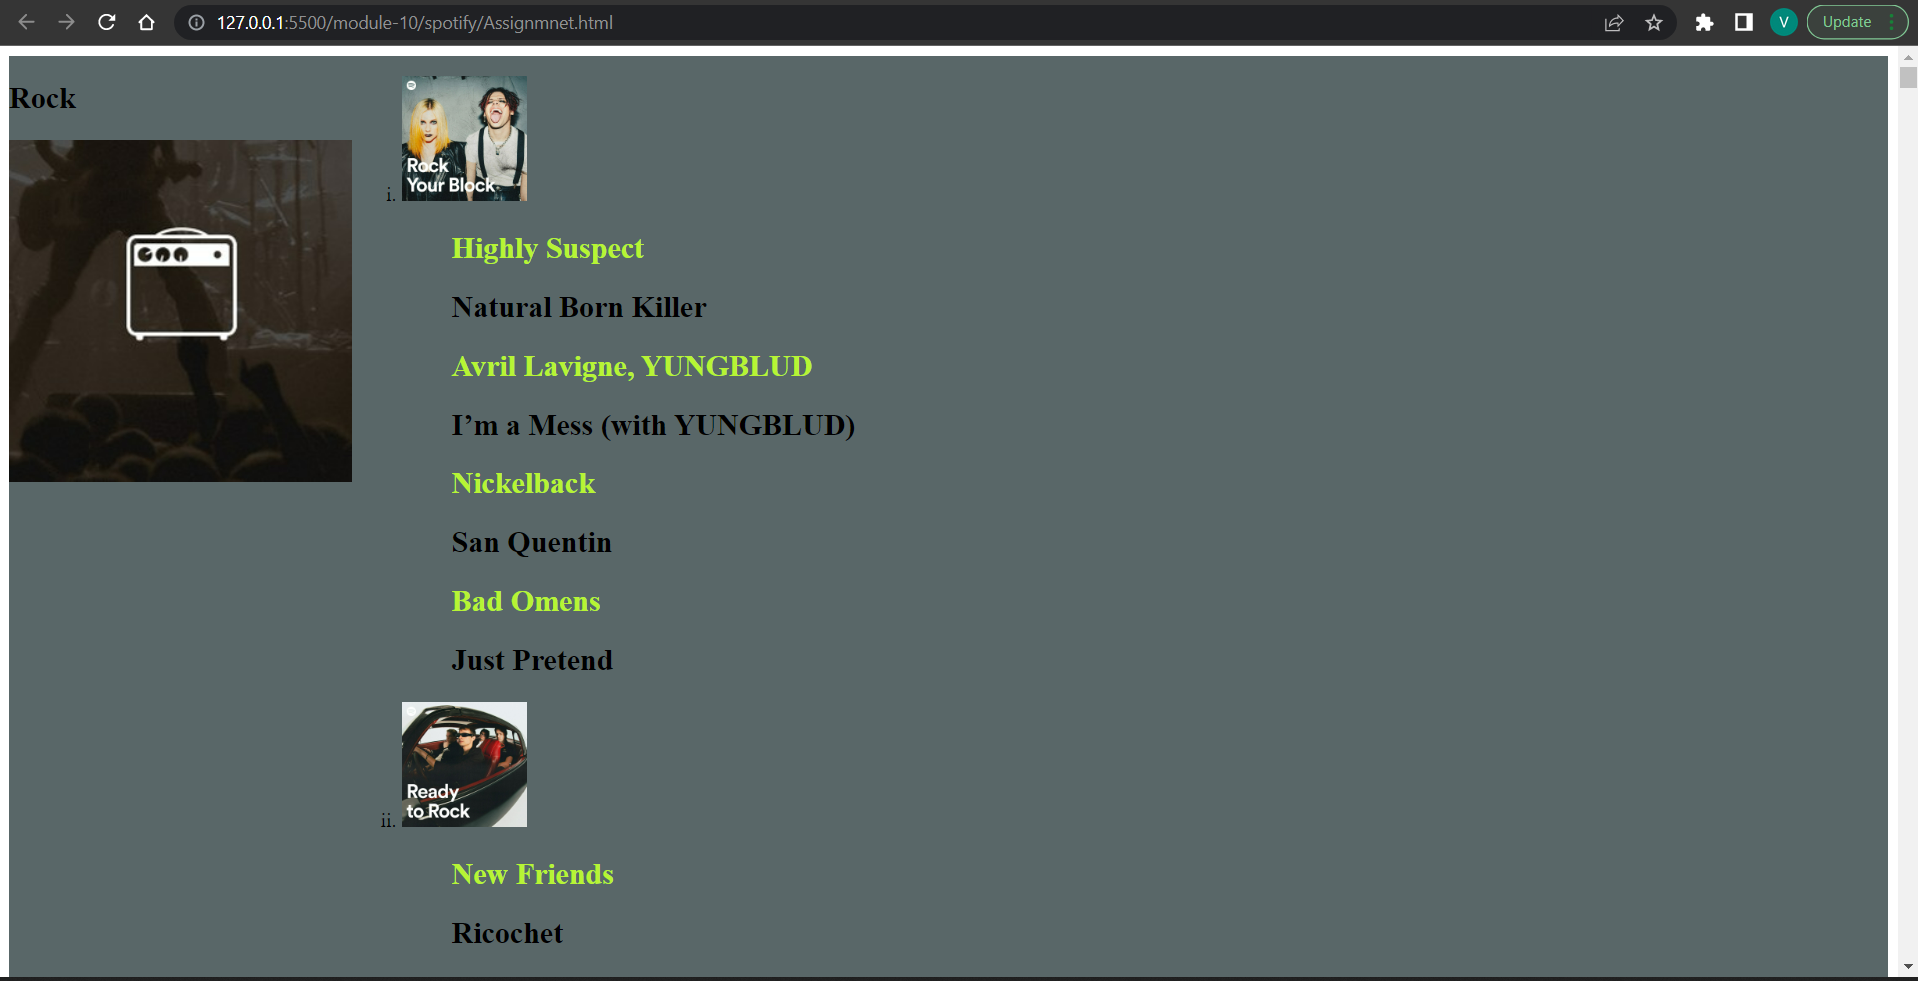 127.0.0.1:5500/module-10/spotify/Assignmnet.html
V
Update
Rock
Rock
Your Block
i.
Highly Suspect
Natural Born Killer
Avril Lavigne, YUNGBLUD
I’m a Mess (with YUNGBLUD)
Nickelback
San Quentin
Bad Omens
Just Pretend
Ready
to Rock
ii.
New Friends
Ricochet